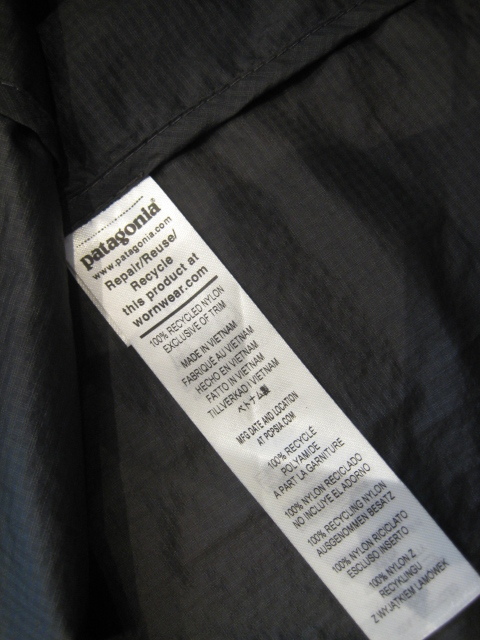 patagonia®
www.patagonia.com
Repair/Reuse/
Recycle
this product at
wornwear.com
100% RECYCLED NYLON
EXCLUSIVE OF TRIM
MADE IN VIETNAM
FABRIQUÉ AU VIETNAM
HECHO EN VIETNAM
FATTO IN VIETNAM
TILLVERKAD I VIETNAM
ベトナム製
MFG DATE AND LOCATION
AT PCPSIA.COM
100% RECYCLÉ
POLYAMIDE
A PART LA GARNITURE
100% NYLON RECICLADO
NO INCLUYE EL ADORNO
100% RECYCLING NYLON
AUSGENOMMEN BESATZ
100% NYLON RICICLATO
ESCLUSO INSERTO
100% NYLON Z
RECYKLINGU
Z WYJĄTKIEM LAMÓWEK